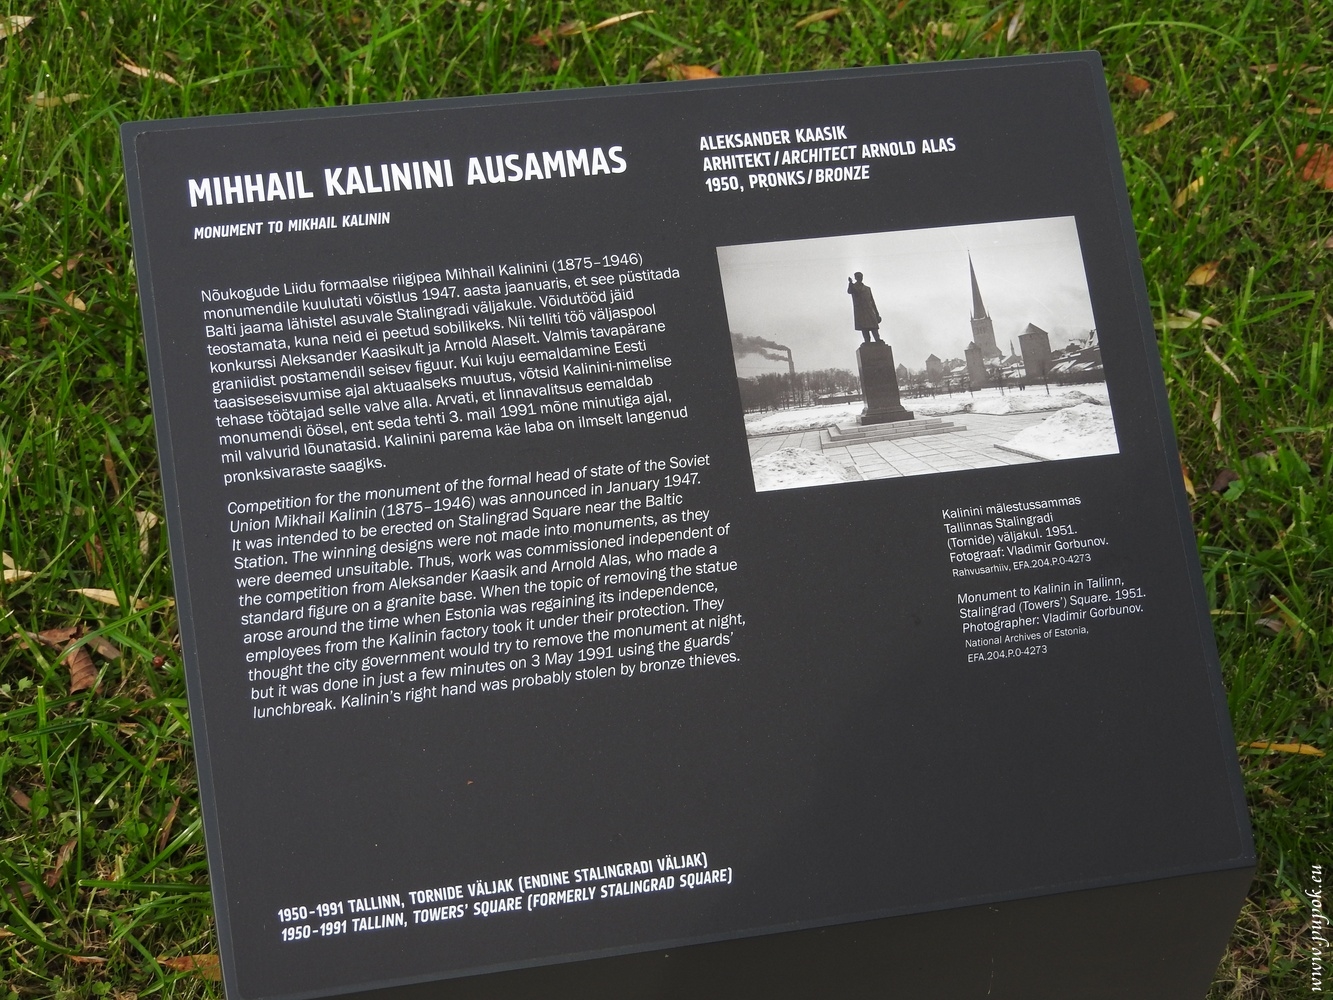 MIHHAIL KALININI AUSAMMAS
MONUMENT TO MIKHAIL KALININ
ALEKSANDER KAASIK
ARHITEKT / ARCHITECT ARNOLD ALAS
1950, PRONKS / BRONZE
Nõukogude Liidu formaalse riigipea Mihhail Kalinini (1875–1946)
monumendile kuulutati võistlus 1947. aasta jaanuaris, et see püstitada
Balti jaama lähistel asuvale Stalingradi väljakule. Võidutööd jäid
teostamata, kuna neid ei peetud sobilikeks. Nii telliti töö väljaspool
konkurssi Aleksander Kaasikult ja Arnold Alaselt. Valmis tavapärane
graniidist postamendil seisev figuur. Kui kuju eemaldamine Eesti
taasiseseisvumise ajal aktuaalseks muutus, võtsid Kalinini-nimelise
tehase töötajad selle valve alla. Arvati, et linnavalitsus eemaldab
monumendi öösel, ent seda tehti 3. mail 1991 mõne minutiga ajal,
mil valvurid lõunatasid. Kalinini parema käe laba on ilmselt langenud
pronksivaraste saagiks.
Competition for the monument of the formal head of state of the Soviet
Union Mikhail Kalinin (1875–1946) was announced in January 1947.
It was intended to be erected on Stalingrad Square near the Baltic
Station. The winning designs were not made into monuments, as they
were deemed unsuitable. Thus, work was commissioned independent of
the competition from Aleksander Kaasik and Arnold Alas, who made a
standard figure on a granite base. When the topic of removing the statue
arose around the time when Estonia was regaining its independence,
employees from the Kalinin factory took it under their protection. They
thought the city government would try to remove the monument at night,
but it was done in just a few minutes on 3 May 1991 using the guards'
lunchbreak. Kalinin's right hand was probably stolen by bronze thieves.
Kalinini mälestussammas
Tallinnas Stalingradi
(Tornide) väljakul. 1951.
Fotograaf: Vladimir Gorbunov.
Rahvusarhiiv, EFA.204.P.0-4273
Monument to Kalinin in Tallinn,
Stalingrad (Towers') Square. 1951.
Photographer: Vladimir Gorbunov.
National Archives of Estonia,
EFA.204.P.0-4273
1950–1991 TALLINN, TORNIDE VÄLJAK (ENDINE STALINGRADI VÄLJAK)
1950–1991 TALLINN, TOWERS' SQUARE (FORMERLY STALINGRAD SQUARE)
www.pupok.eu